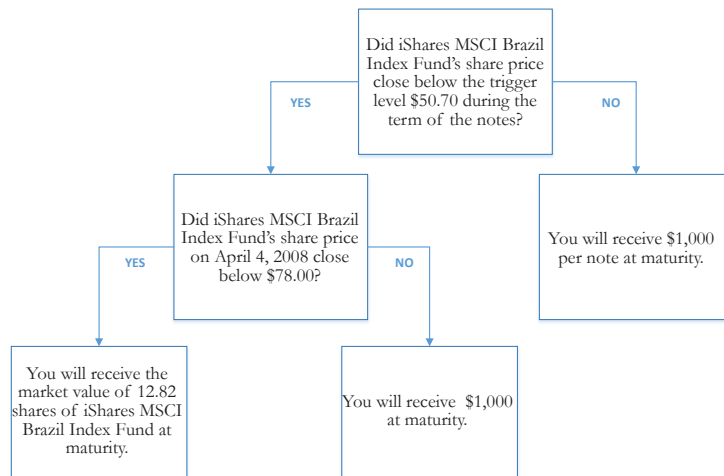 Did iShares MSCI Brazil
Index Fund's share price
close below the trigger
level $50.70 during the
term of the notes?
YES
NO
Did iShares MSCI Brazil
Index Fund's share price
on April 4, 2008 close
below $78.00?
You will receive $1,000
per note at maturity.
YES
NO
You will receive the
market value of 12.82
shares of iShares MSCI
Brazil Index Fund at
maturity.
You will receive $1,000
at maturity.